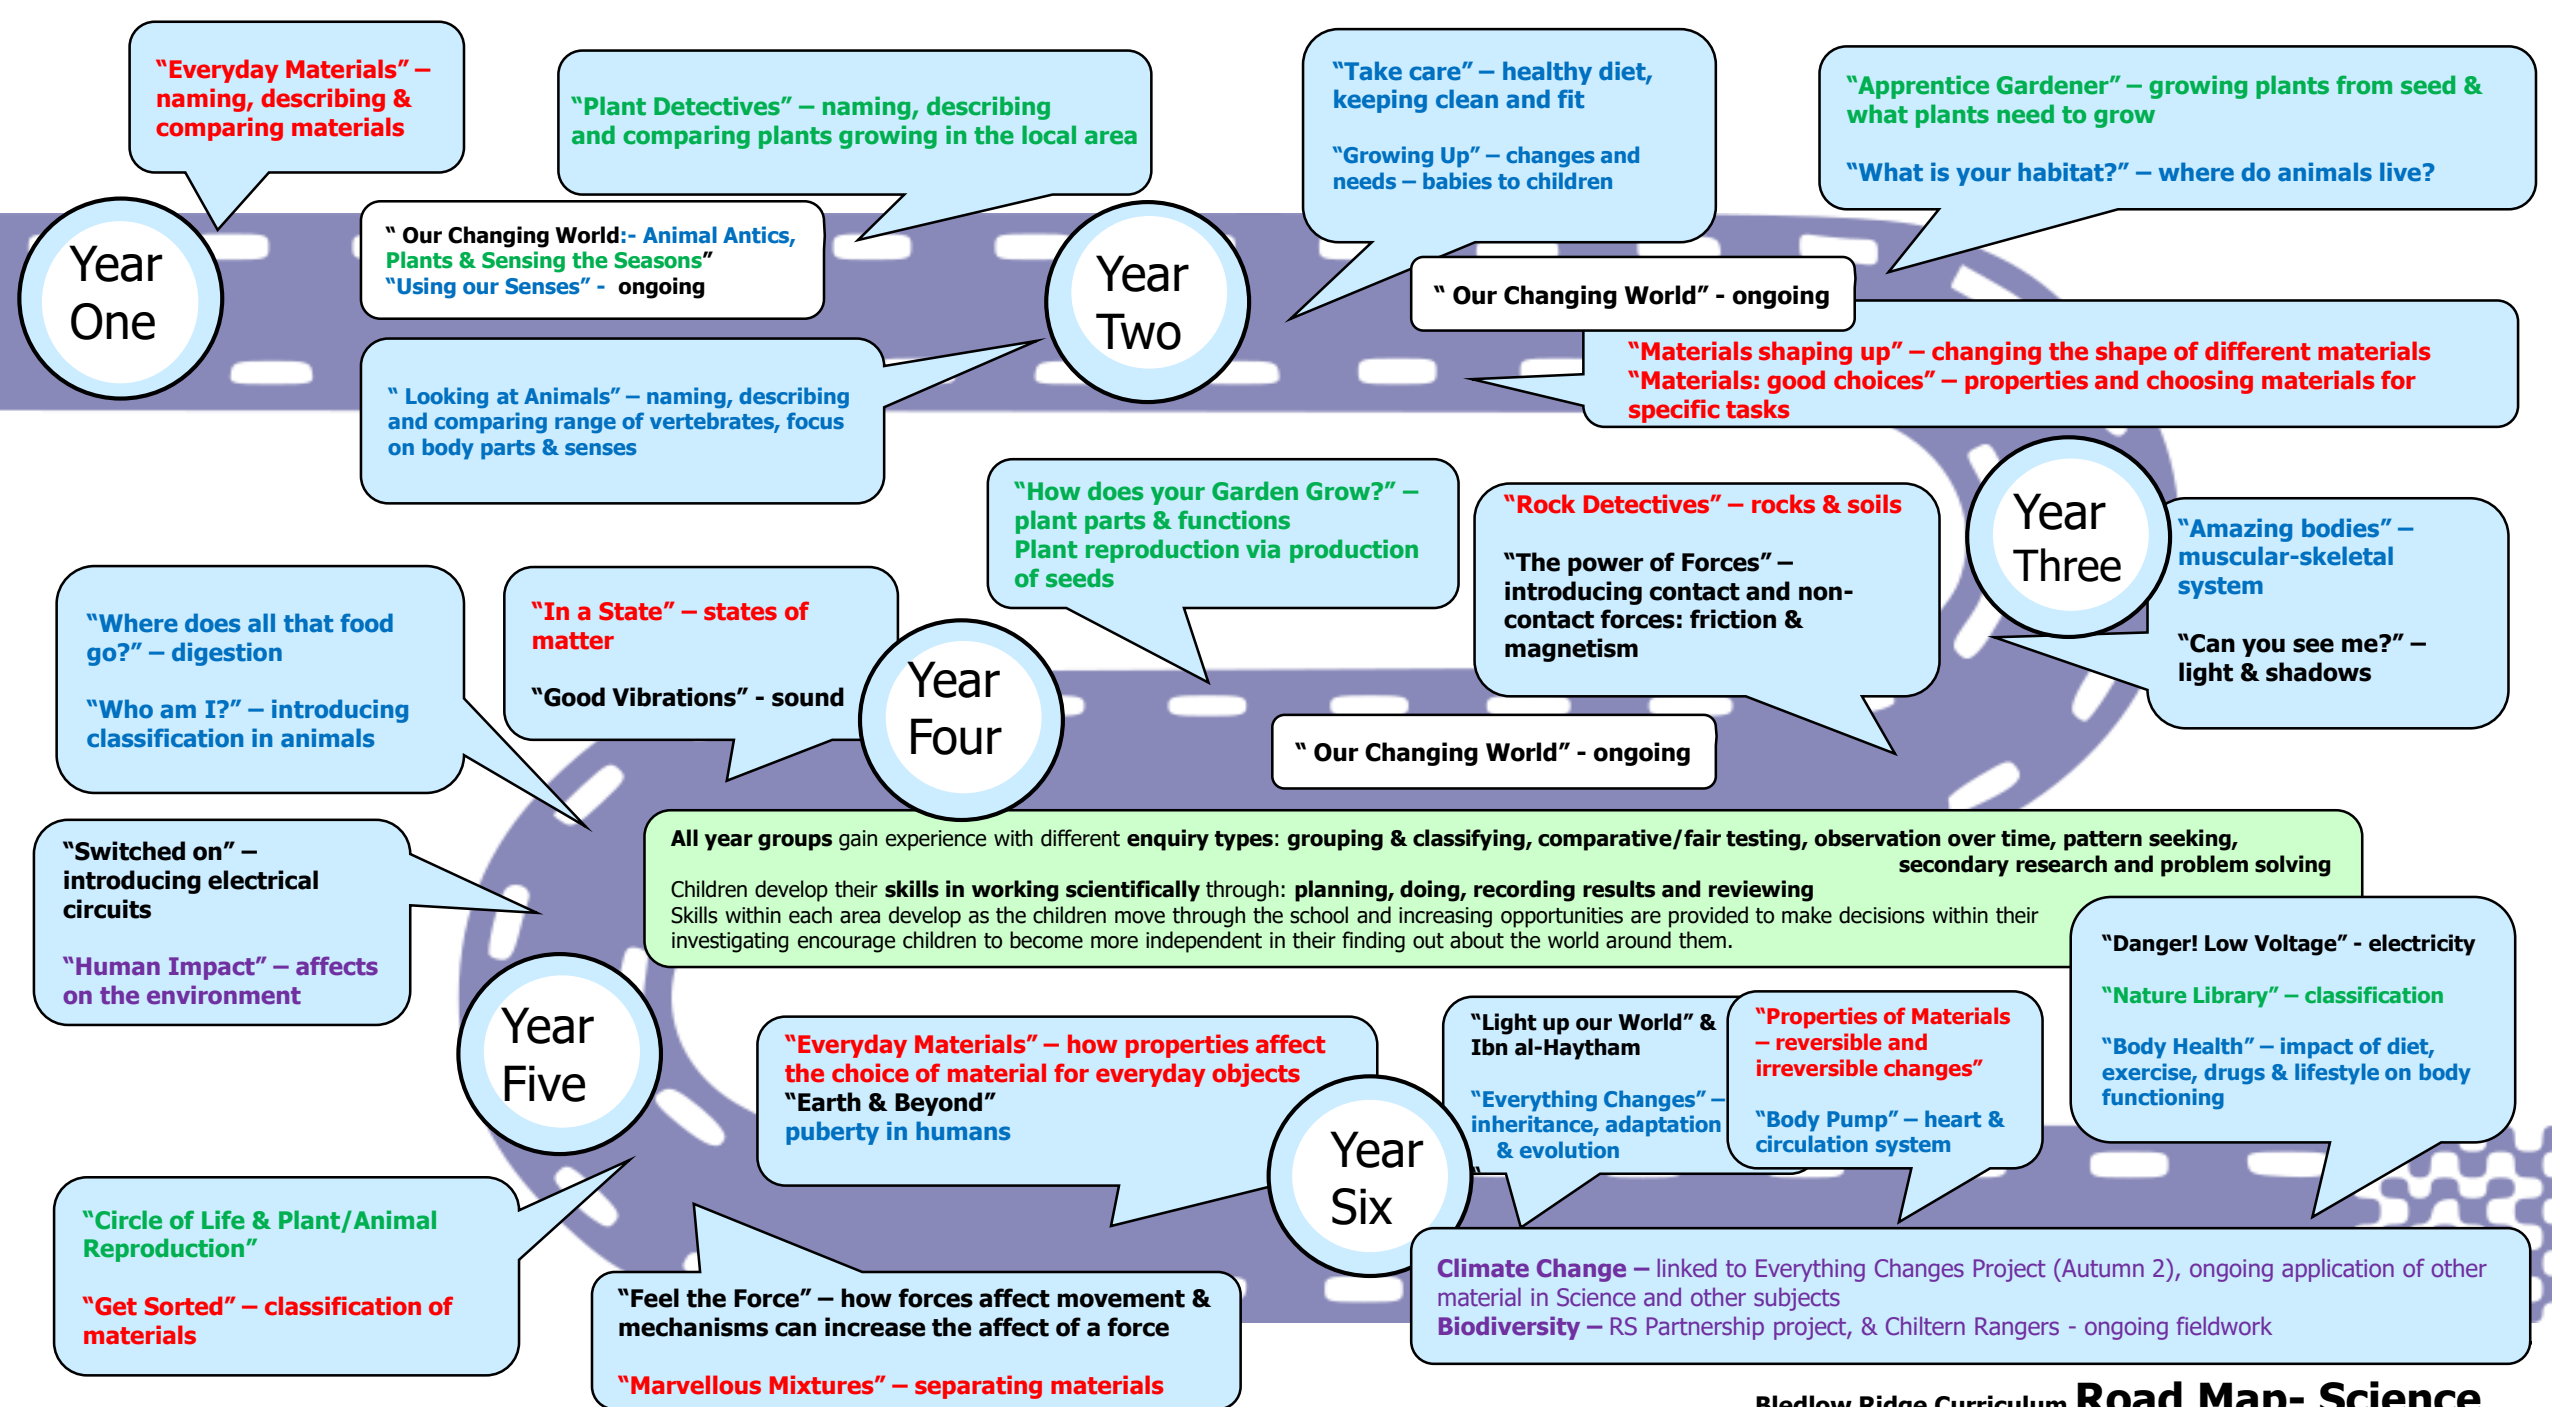 “Everyday Materials” –
naming, describing &
comparing materials
“Plant Detectives” – naming, describing
and comparing plants growing in the local area
“Take care” – healthy diet,
keeping clean and fit
“Growing Up” – changes and
needs – babies to children
“Apprentice Gardener” – growing plants from seed &
what plants need to grow
“What is your habitat?” – where do animals live?
Year
One
“ Our Changing World:- Animal Antics,
Plants & Sensing the Seasons”
“Using our Senses” - ongoing
Year
Two
“ Our Changing World” - ongoing
“ Looking at Animals” – naming, describing
and comparing range of vertebrates, focus
on body parts & senses
“Materials shaping up” – changing the shape of different materials
“Materials: good choices” – properties and choosing materials for
specific tasks
Year
Three
“Amazing bodies” –
muscular-skeletal
system
“Can you see me?” –
light & shadows
“Rock Detectives” – rocks & soils
“The power of Forces” –
introducing contact and non-
contact forces: friction &
magnetism
“How does your Garden Grow?” –
plant parts & functions
Plant reproduction via production
of seeds
“ Our Changing World” - ongoing
Year
Four
“In a State” – states of
matter
“Good Vibrations” - sound
“Where does all that food
go?” – digestion
“Who am I?” – introducing
classification in animals
“Switched on” –
introducing electrical
circuits
“Human Impact” – affects
on the environment
All year groups gain experience with different enquiry types: grouping & classifying, comparative/fair testing, observation over time, pattern seeking,
secondary research and problem solving
Children develop their skills in working scientifically through: planning, doing, recording results and reviewing
Skills within each area develop as the children move through the school and increasing opportunities are provided to make decisions within their
investigating encourage children to become more independent in their finding out about the world around them.
Year
Five
“Circle of Life & Plant/Animal
Reproduction”
“Get Sorted” – classification of
materials
“Feel the Force” – how forces affect movement &
mechanisms can increase the affect of a force
“Marvellous Mixtures” – separating materials
“Everyday Materials” – how properties affect
the choice of material for everyday objects
“Earth & Beyond”
puberty in humans
Year
Six
“Light up our World” &
Ibn al-Haytham
“Everything Changes” –
inheritance, adaptation
& evolution
“
“Properties of Materials
– reversible and
irreversible changes”
“Body Pump” – heart &
circulation system
“Danger! Low Voltage” - electricity
“Nature Library” – classification
“Body Health” – impact of diet,
exercise, drugs & lifestyle on body
functioning
Climate Change – linked to Everything Changes Project (Autumn 2), ongoing application of other
material in Science and other subjects
Biodiversity – RS Partnership project, & Chiltern Rangers - ongoing fieldwork
Bledlow Ridge Curriculum Road Map- Science